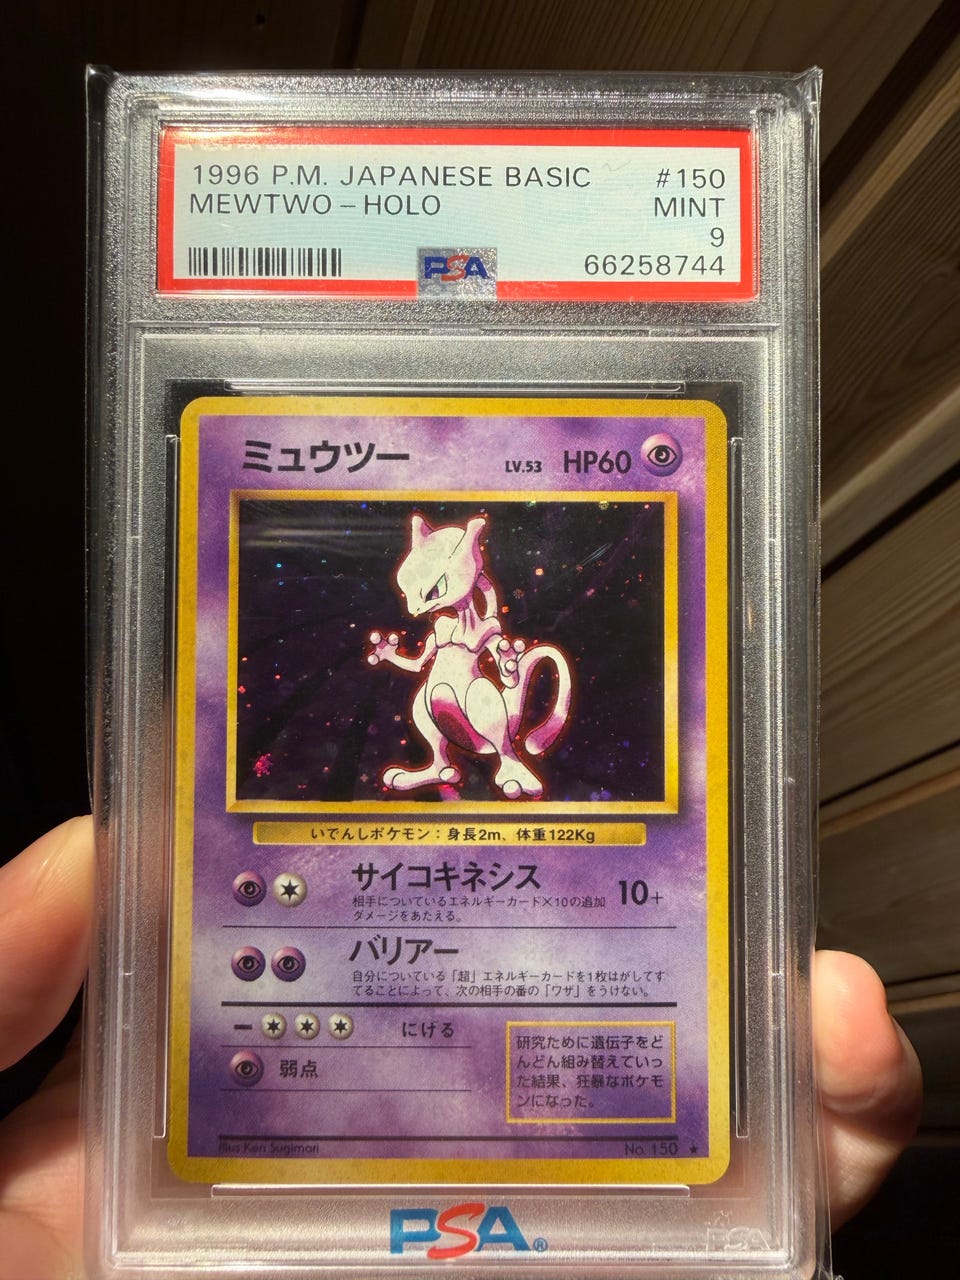 1996 P.M. JAPANESE BASIC #150
MEWTWO-HOLO MINT
9
PSA 66258744
ミュウツー LV.53 HP60
いでんしポケモン：身長2m、体重122Kg
サイコキネシス 10+
相手についているエネルギーカード×10の追加
ダメージをあたえる。
バリアー
自分についている「超」エネルギーカードを1枚はがしてす
てることによって、次の相手の番の「ワザ」をうけない。
にげる
弱点
研究ために遺伝子をど
んどん組み替えていっ
た結果、狂暴なポケモ
ンになった。
Illus Ken Sugimori No. 150 ★
PSA®
PSA